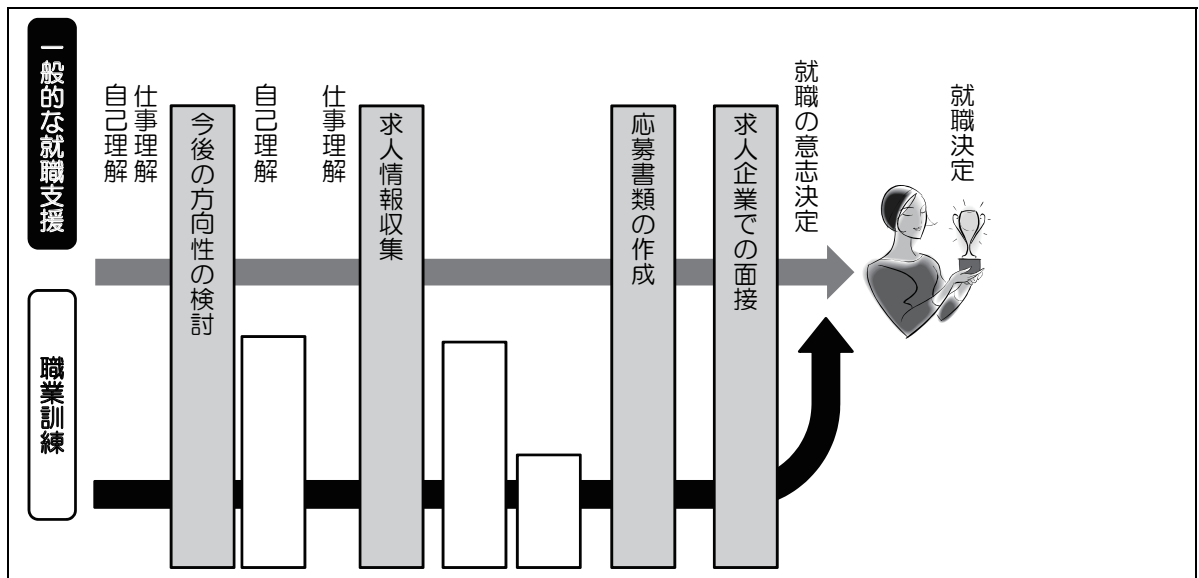 一般的な就職支援
自己理解
仕事理解
今後の方向性の検討
自己理解
仕事理解
求人情報収集
応募書類の作成
求人企業での面接
就職の意志決定
就職決定
職業訓練